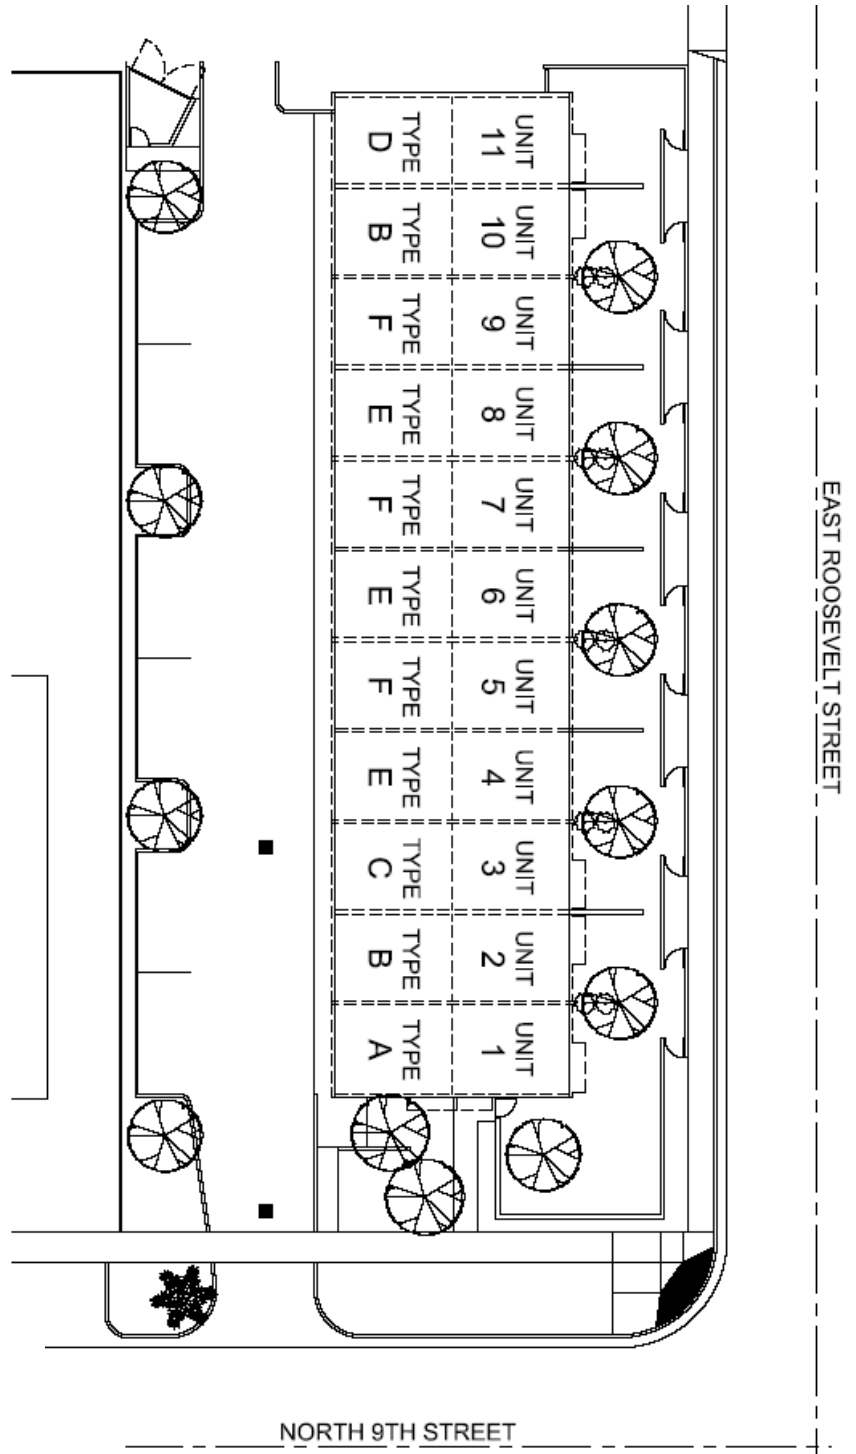 UNIT 11
TYPE D
UNIT 10
TYPE B
UNIT 9
TYPE F
UNIT 8
TYPE E
UNIT 7
TYPE F
UNIT 6
TYPE E
UNIT 5
TYPE F
UNIT 4
TYPE E
UNIT 3
TYPE C
UNIT 2
TYPE B
UNIT 1
TYPE A
EAST ROOSEVELT STREET
NORTH 9TH STREET